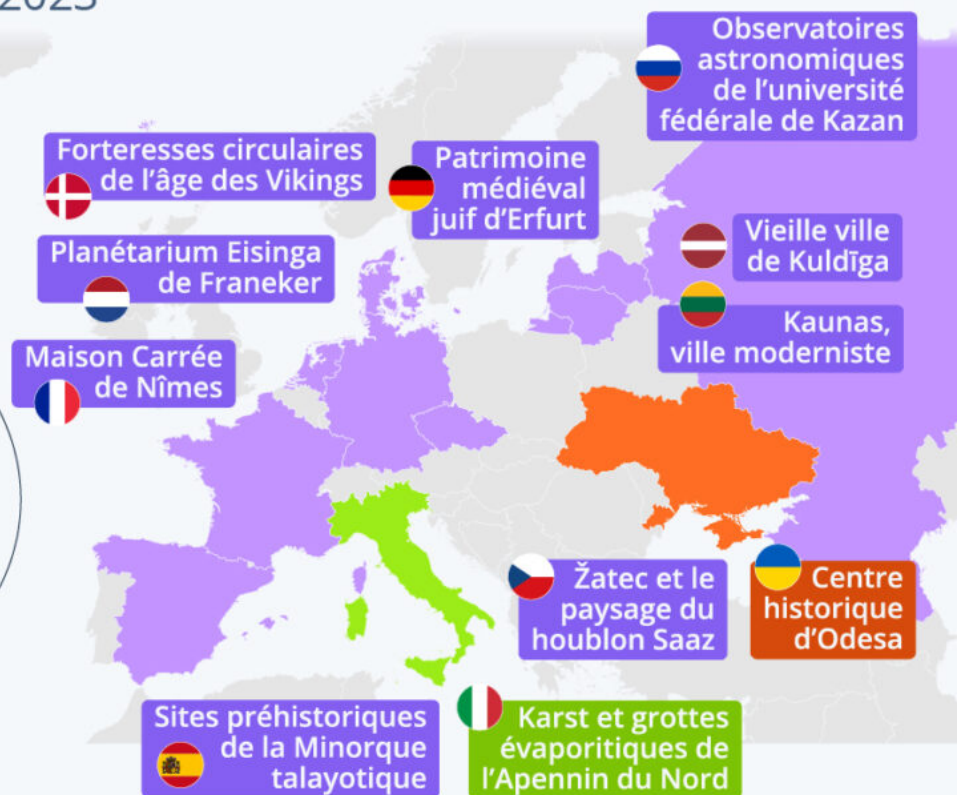 2023
Observatoires
astronomiques
de l'université
fédérale de Kazan
Forteresses circulaires
de l'âge des Vikings
Patrimoine
médiéval
juif d'Erfurt
Planétarium Eisinga
de Franeker
Vieille ville
de Kuldīga
Kaunas,
ville moderniste
Maison Carrée
de Nîmes
Žatec et le
paysage du
houblon Saaz
Centre
historique
d'Odesa
Sites préhistoriques
de la Minorque
talayotique
Karst et grottes
évaporitiques de
l'Apennin du Nord